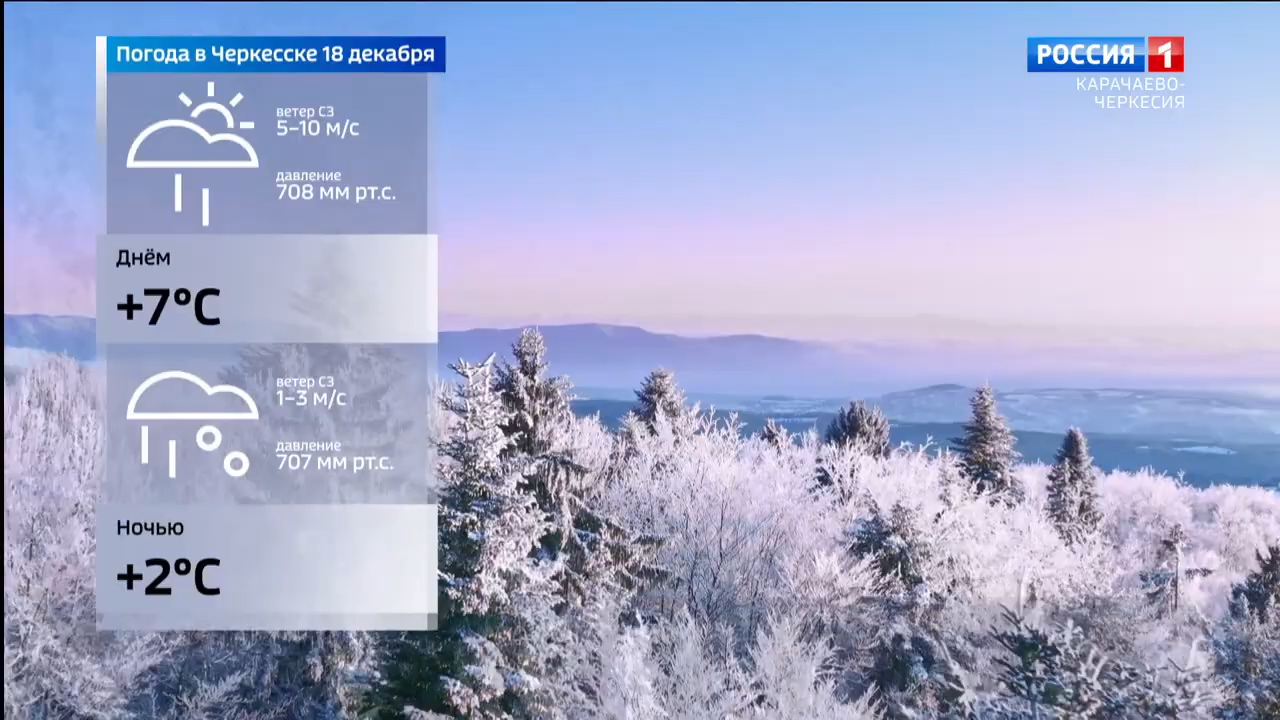 Погода в Черкесске 18 декабря
РОССИЯ 1
КАРАЧАЕВО-
ЧЕРКЕСИЯ
ветер СЗ
5-10 м/с
давление
708 мм рт.с.
Днём
+7°C
ветер СЗ
1-3 м/с
давление
707 мм рт.с.
Ночью
+2°C